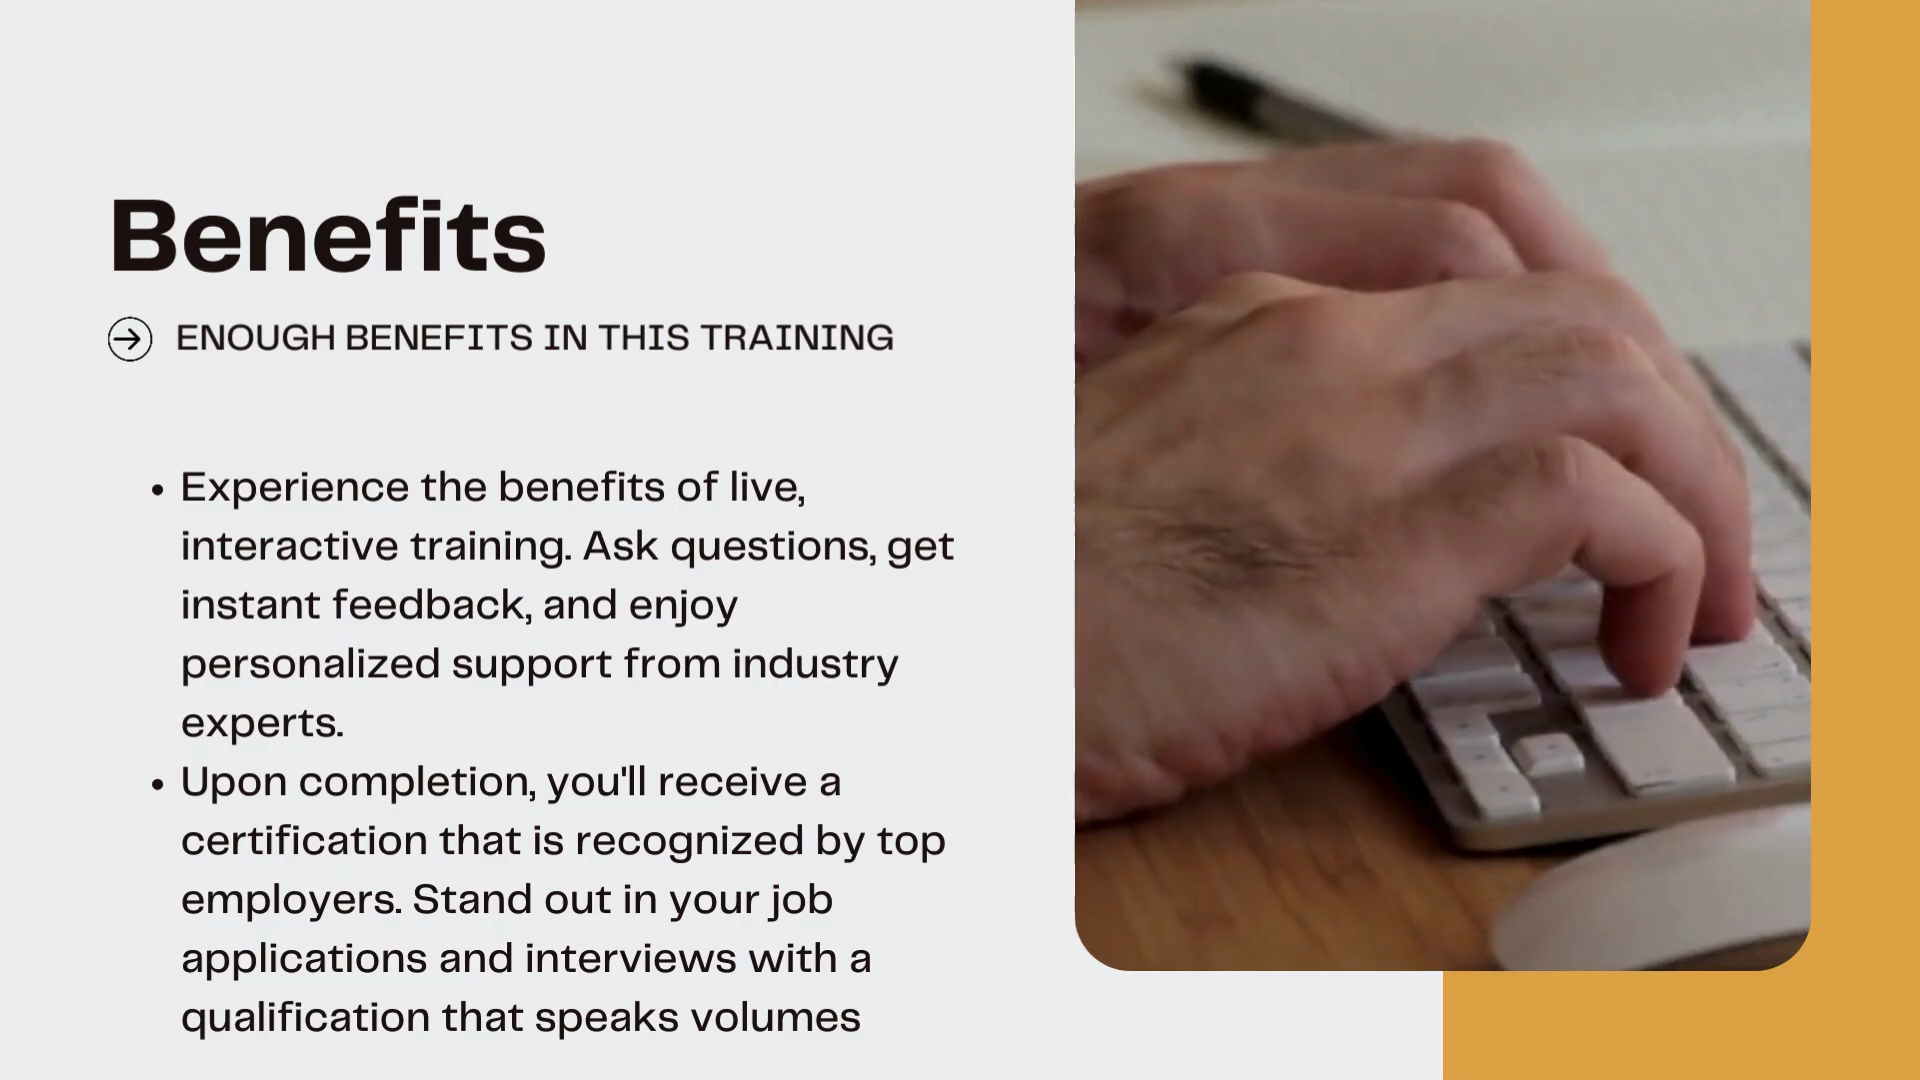 Benefits
ENOUGH BENEFITS IN THIS TRAINING
• Experience the benefits of live,
interactive training. Ask questions, get
instant feedback, and enjoy
personalized support from industry
experts.
• Upon completion, you'll receive a
certification that is recognized by top
employers. Stand out in your job
applications and interviews with a
qualification that speaks volumes